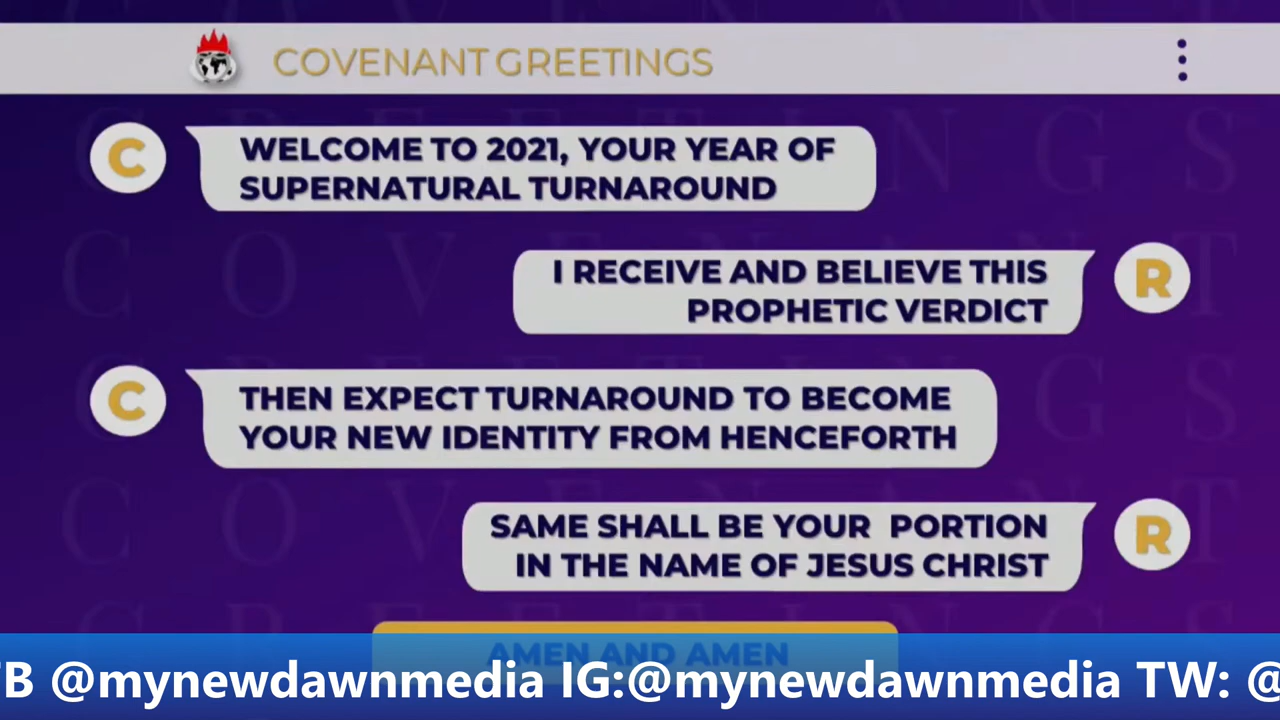 COVENANT GREETINGS
C
WELCOME TO 2021, YOUR YEAR OF
SUPERNATURAL TURNAROUND
I RECEIVE AND BELIEVE THIS
PROPHETIC VERDICT
R
C
THEN EXPECT TURNAROUND TO BECOME
YOUR NEW IDENTITY FROM HENCEFORTH
SAME SHALL BE YOUR PORTION
IN THE NAME OF JESUS CHRIST
R
AMEN AND AMEN
FB @mynewdawnmedia IG:@mynewdawnmedia TW: @